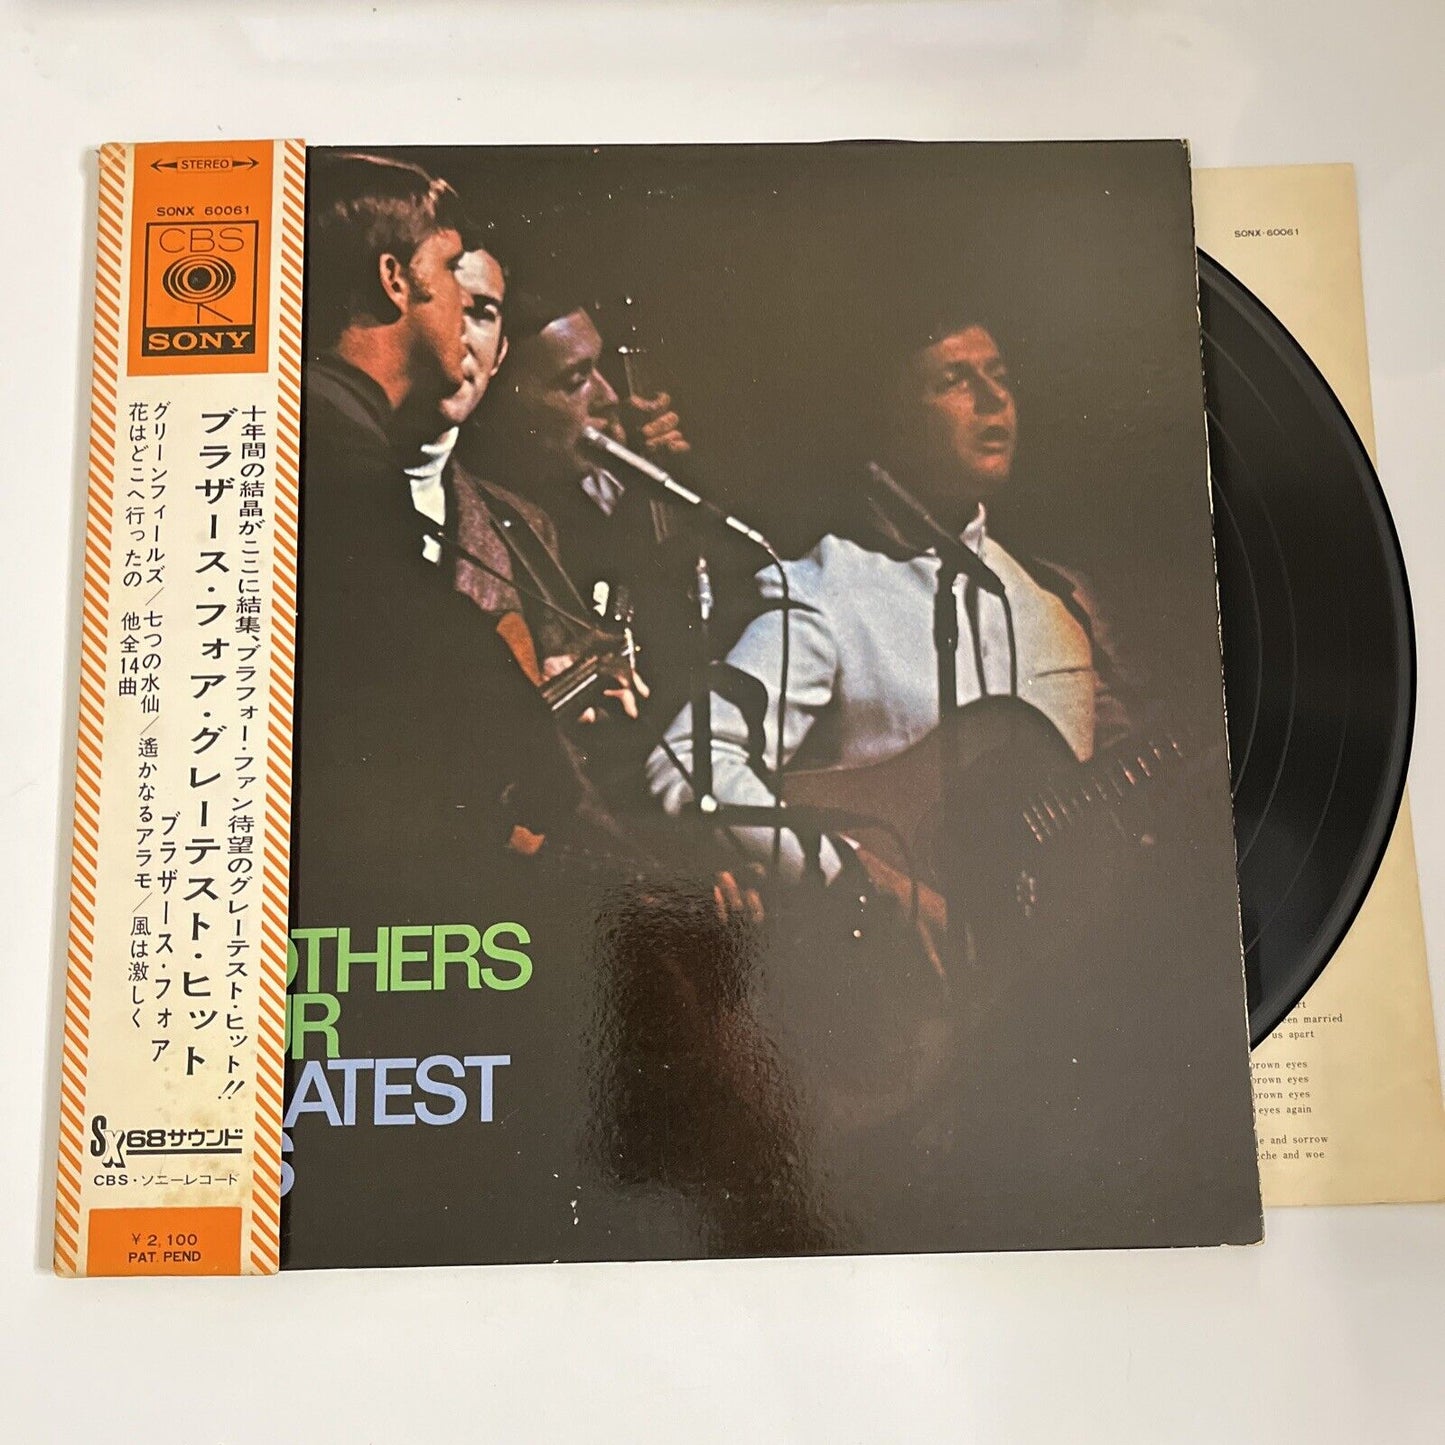 STEREO
SONX 60061
CBS
SONY
十年間の結晶がここに結集、ブラフォー・ファン待望のグレーテスト・ヒット!!
ブラザース・フォア・グレーテスト・ヒット
ブラザース・フォア
グリーンフィールズ/七つの水仙/遙かなるアラモ/風は激しく
花はどこへ行ったの 他全14曲
SX68サウンド
CBS・ソニーレコード
¥2,100
PAT. PEND
OTHERS
UR
ATEST
S
SONX-60061
een married
us apart
brown eyes
brown eyes
brown eyes
eyes again
and sorrow
che and woe